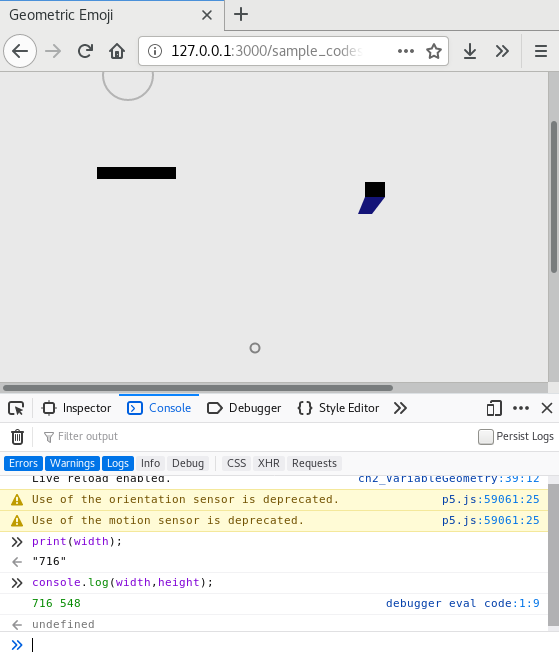 Geometric Emoji
127.0.0.1:3000/sample_codes
Inspector Console Debugger Style Editor
Filter output Persist Logs
Errors Warnings Logs Info Debug CSS XHR Requests
Live reload enabled. ch2_VariableGeometry:39:12
Use of the orientation sensor is deprecated. p5.js:59061:25
Use of the motion sensor is deprecated. p5.js:59061:25
print(width);
"716"
console.log(width,height);
716 548 debugger eval code:1:9
undefined